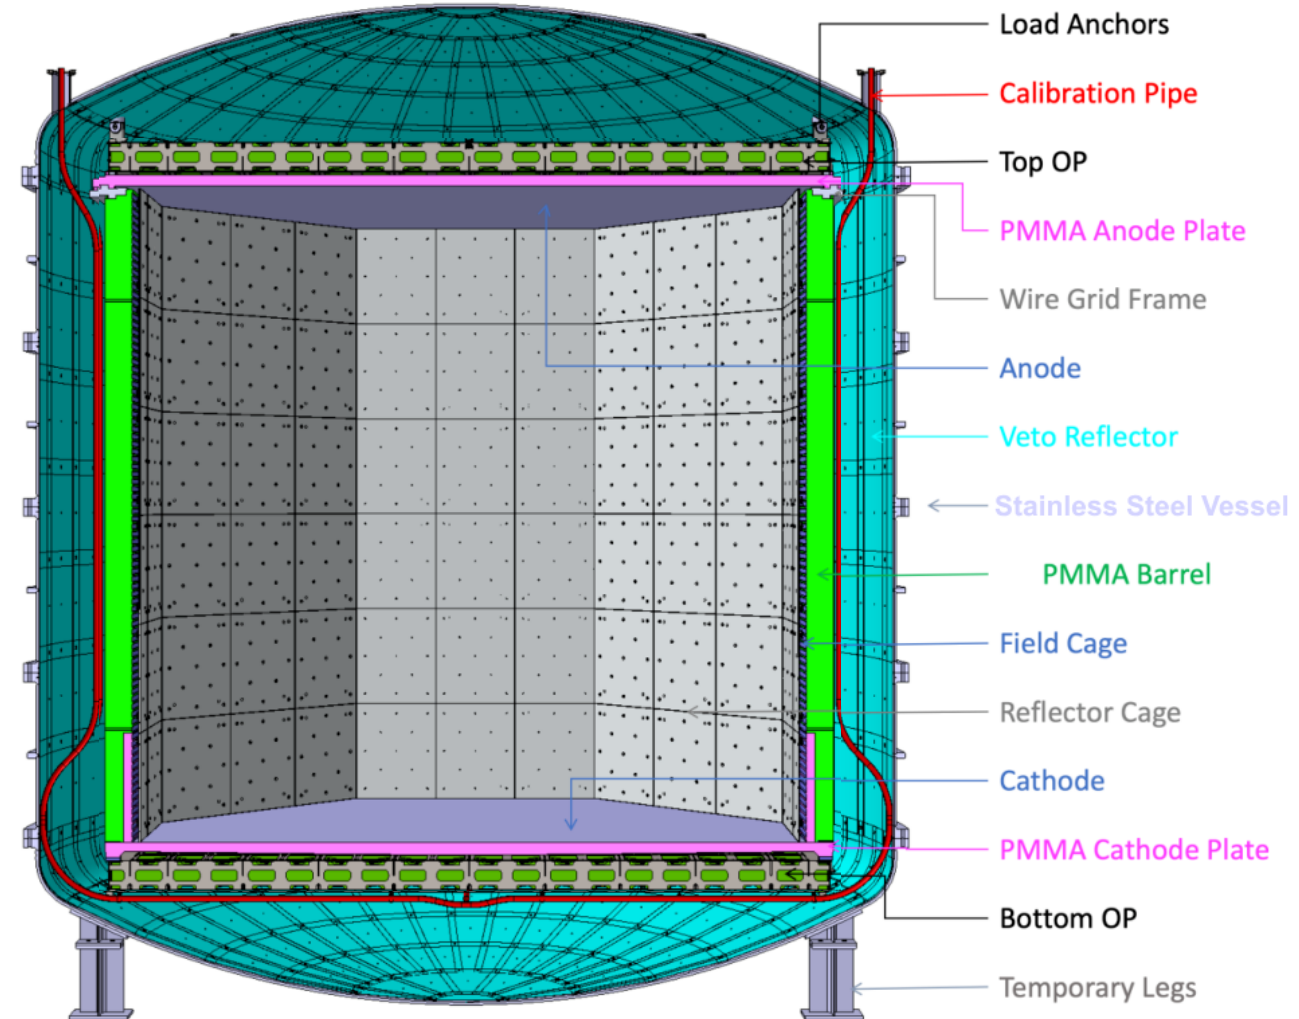 Load Anchors
Calibration Pipe
Top OP
PMMA Anode Plate
Wire Grid Frame
Anode
Veto Reflector
Stainless Steel Vessel
PMMA Barrel
Field Cage
Reflector Cage
Cathode
PMMA Cathode Plate
Bottom OP
Temporary Legs